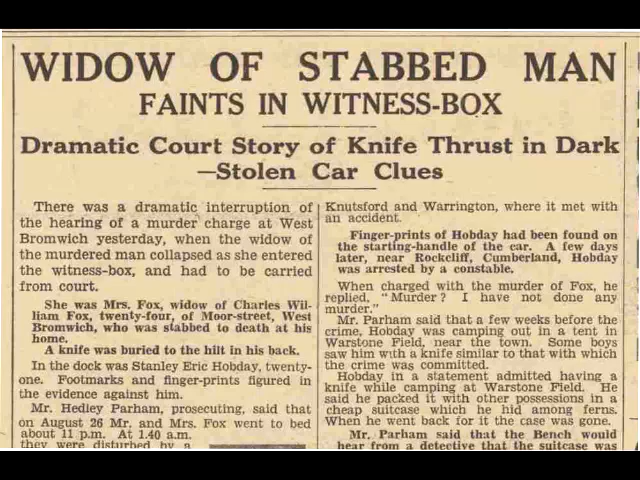 WIDOW OF STABBED MAN
FAINTS IN WITNESS-BOX
Dramatic Court Story of Knife Thrust in Dark
—Stolen Car Clues
There was a dramatic interruption of
the hearing of a murder charge at West
Bromwich yesterday, when the widow of
the murdered man collapsed as she entered
the witness-box, and had to be carried
from court.
She was Mrs. Fox, widow of Charles Wil-
liam Fox, twenty-four, of Moor-street, West
Bromwich, who was stabbed to death at his
home.
A knife was buried to the hilt in his back.
In the dock was Stanley Eric Hobday, twenty-
one. Footmarks and finger-prints figured in
the evidence against him.
Mr. Hedley Parham, prosecuting, said that
on August 26 Mr. and Mrs. Fox went to bed
about 11 p.m. At 1.40 a.m.
they were disturbed by a
Knutsford and Warrington, where it met with
an accident.
Finger-prints of Hobday had been found on
the starting-handle of the car. A few days
later, near Rockcliff, Cumberland, Hobday
was arrested by a constable.
When charged with the murder of Fox, he
replied, "Murder? I have not done any
murder."
Mr. Parham said that a few weeks before the
crime, Hobday was camping out in a tent in
Warstone Field, near the town. Some boys
saw him with a knife similar to that with which
the crime was committed.
Hobday in a statement admitted having a
knife while camping at Warstone Field. He
said he packed it with other possessions in a
cheap suitcase which he hid among ferns.
When he went back for it the case was gone.
Mr. Parham said that the Bench would
hear from a detective that the suitcase was